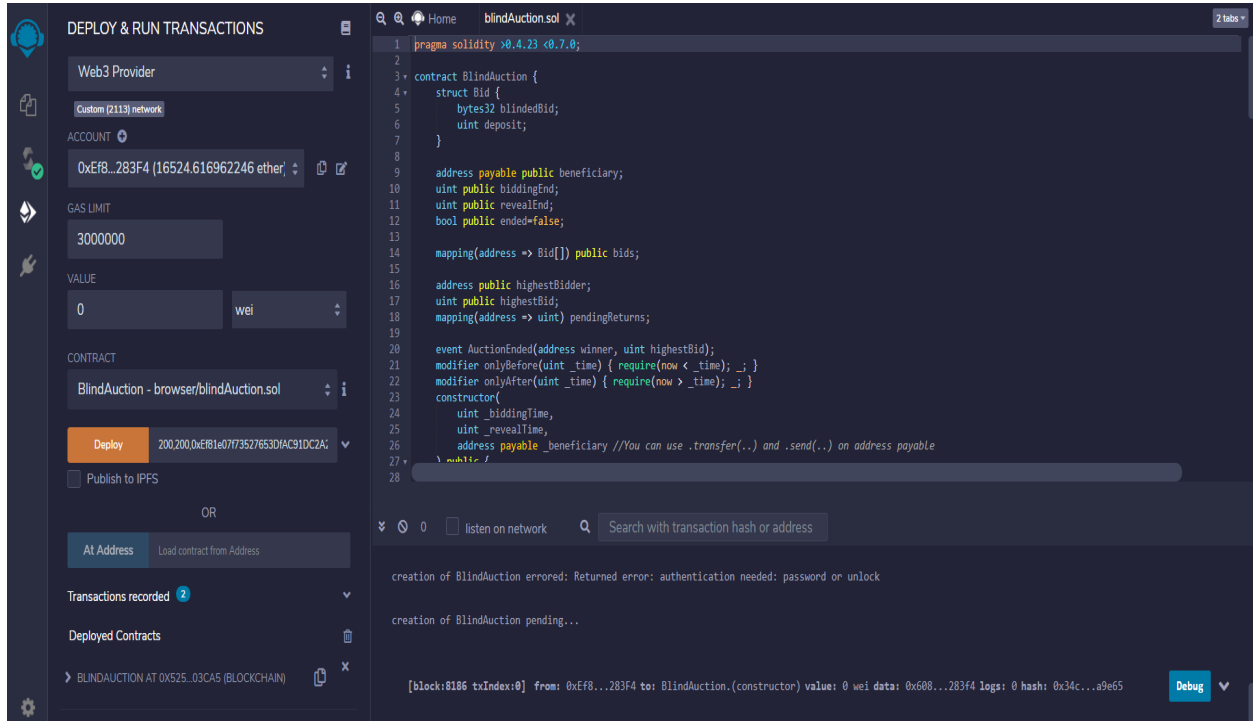 DEPLOY & RUN TRANSACTIONS
Web3 Provider
Custom (2113) network
ACCOUNT
0xEf8...283F4 (16524.616962246 ether)
GAS LIMIT
3000000
VALUE
0
wei
CONTRACT
BlindAuction - browser/blindAuction.sol
Deploy
200,200,0xEf81e07f73527653DfAC91DC2A2
Publish to IPFS
OR
At Address
Load contract from Address
Transactions recorded 2
Deployed Contracts
BLINDAUCTION AT 0X525...03CA5 (BLOCKCHAIN)
Home
blindAuction.sol
2 tabs
1 pragma solidity >0.4.23 <0.7.0;
2
3 contract BlindAuction {
4 struct Bid {
5 bytes32 blindedBid;
6 uint deposit;
7 }
8
9 address payable public beneficiary;
10 uint public biddingEnd;
11 uint public revealEnd;
12 bool public ended=false;
13
14 mapping(address => Bid[]) public bids;
15
16 address public highestBidder;
17 uint public highestBid;
18 mapping(address => uint) pendingReturns;
19
20 event AuctionEnded(address winner, uint highestBid);
21 modifier onlyBefore(uint _time) { require(now < _time); _; }
22 modifier onlyAfter(uint _time) { require(now > _time); _; }
23 constructor(
24 uint _biddingTime,
25 uint _revealTime,
26 address payable _beneficiary //You can use .transfer(..) and .send(..) on address payable
27 ) public {
28
0
listen on network
Search with transaction hash or address
creation of BlindAuction errored: Returned error: authentication needed: password or unlock
creation of BlindAuction pending...
[block:8186 txIndex:0] from: 0xEf8...283F4 to: BlindAuction.(constructor) value: 0 wei data: 0x608...283f4 logs: 0 hash: 0x34c...a9e65
Debug